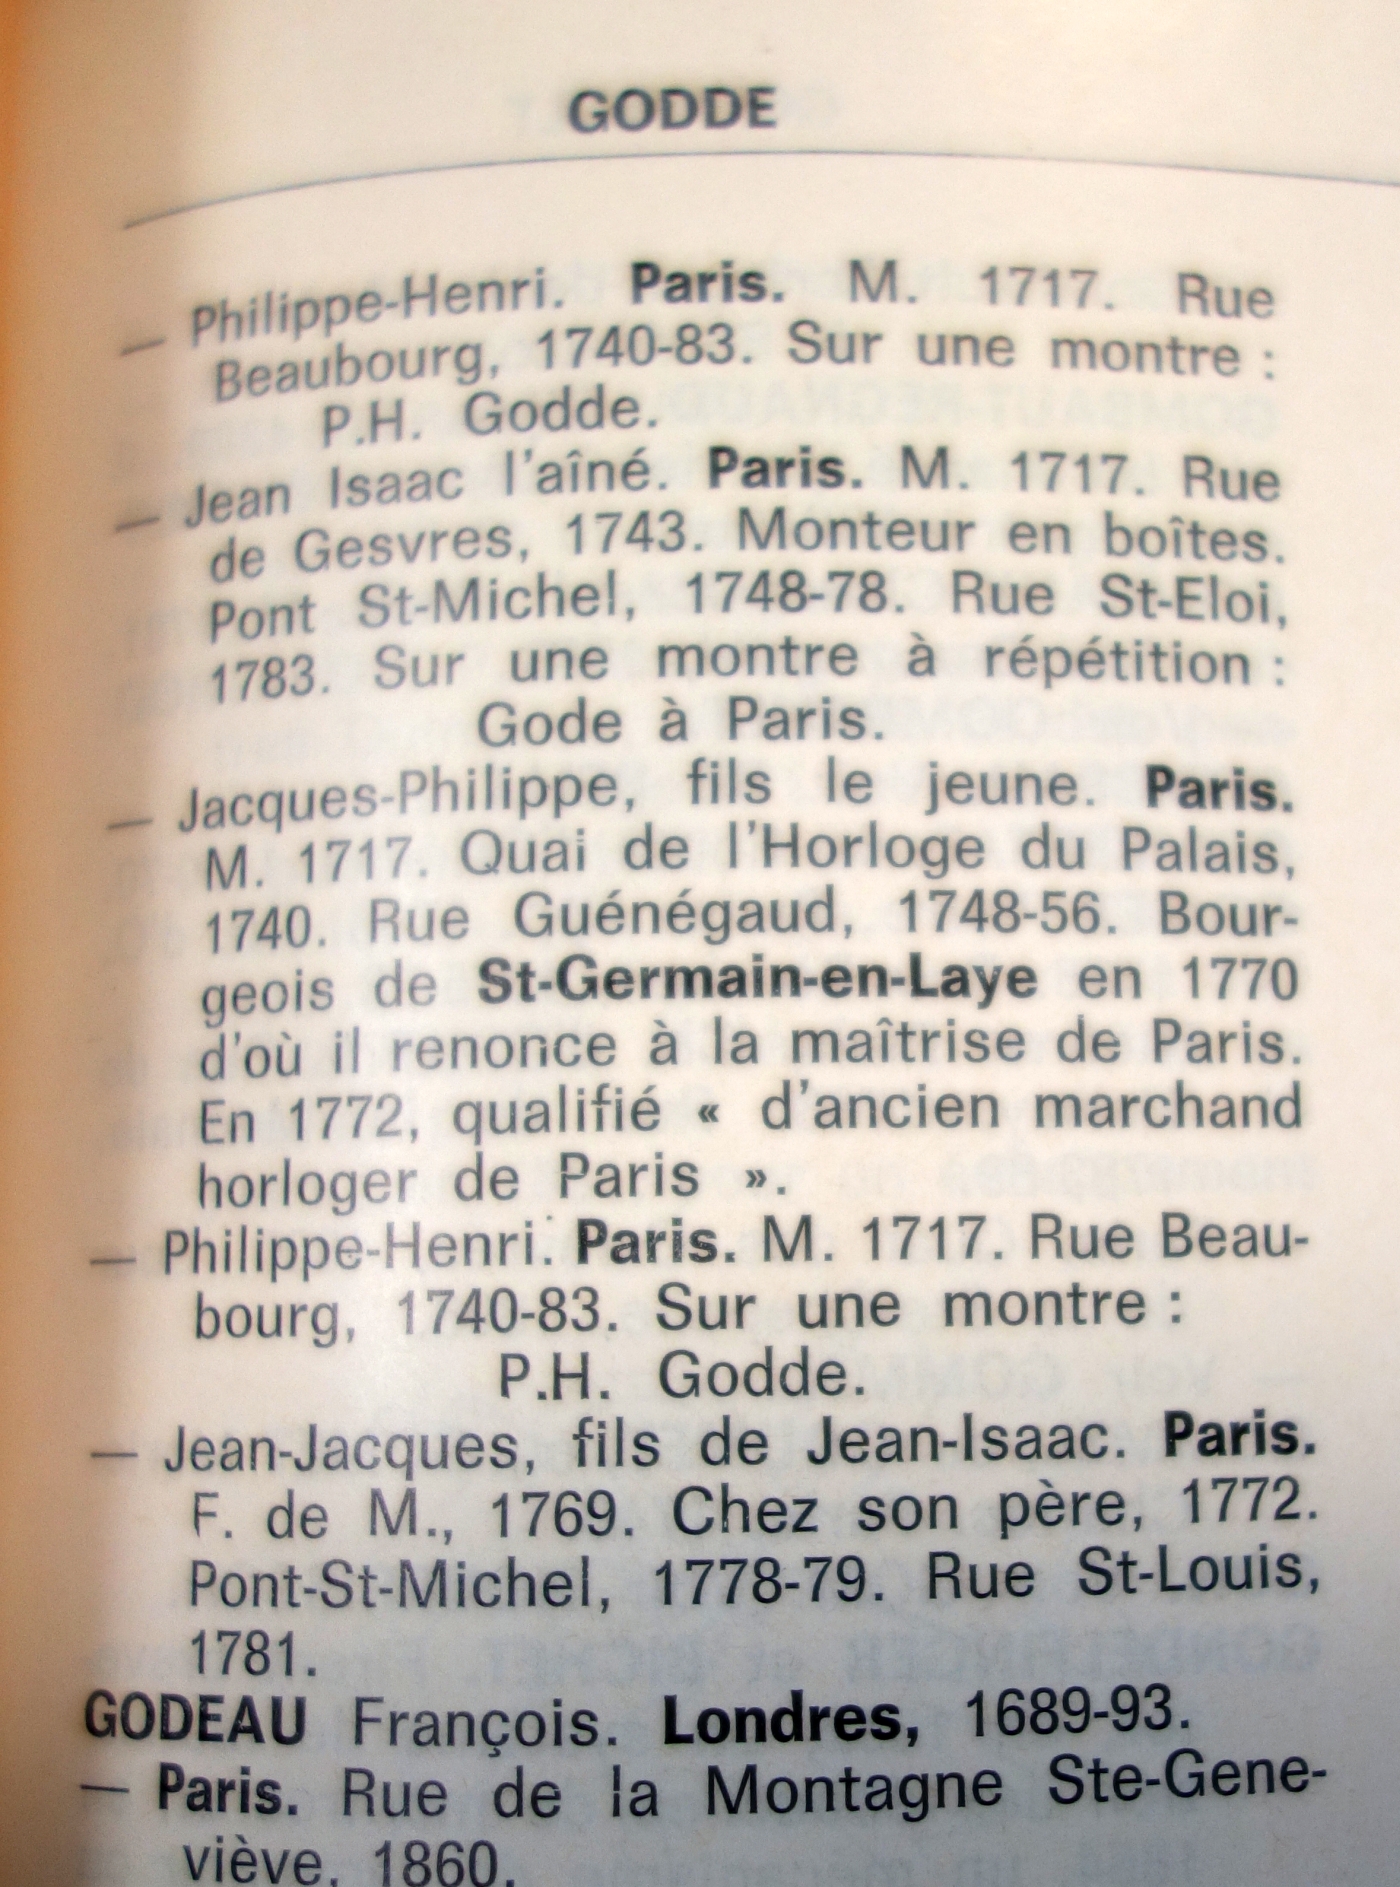 GODDE
— Philippe-Henri. Paris. M. 1717. Rue
Beaubourg, 1740-83. Sur une montre :
P.H. Godde.
— Jean Isaac l'aîné. Paris. M. 1717. Rue
de Gesvres, 1743. Monteur en boîtes.
Pont St-Michel, 1748-78. Rue St-Eloi,
1783. Sur une montre à répétition :
Gode à Paris.
— Jacques-Philippe, fils le jeune. Paris.
M. 1717. Quai de l'Horloge du Palais,
1740. Rue Guénégaud, 1748-56. Bour-
geois de St-Germain-en-Laye en 1770
d'où il renonce à la maîtrise de Paris.
En 1772, qualifié « d'ancien marchand
horloger de Paris ».
— Philippe-Henri. Paris. M. 1717. Rue Beau-
bourg, 1740-83. Sur une montre :
P.H. Godde.
— Jean-Jacques, fils de Jean-Isaac. Paris.
F. de M., 1769. Chez son père, 1772.
Pont-St-Michel, 1778-79. Rue St-Louis,
1781.
GODEAU François. Londres, 1689-93.
— Paris. Rue de la Montagne Ste-Gene-
viève, 1860.